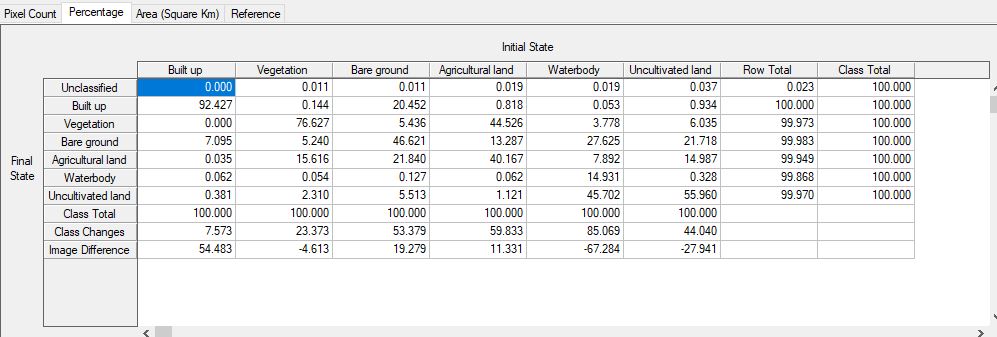 Pixel Count Percentage Area (Square Km) Reference
Initial State
Built up Vegetation Bare ground Agricultural land Waterbody Uncultivated land Row Total Class Total
Unclassified 0.000 0.011 0.011 0.019 0.019 0.037 0.023 100.000
Built up 92.427 0.144 20.452 0.818 0.053 0.934 100.000 100.000
Vegetation 0.000 76.627 5.436 44.526 3.778 6.035 99.973 100.000
Bare ground 7.095 5.240 46.621 13.287 27.625 21.718 99.983 100.000
Final State
Agricultural land 0.035 15.616 21.840 40.167 7.892 14.987 99.949 100.000
Waterbody 0.062 0.054 0.127 0.062 14.931 0.328 99.868 100.000
Uncultivated land 0.381 2.310 5.513 1.121 45.702 55.960 99.970 100.000
Class Total 100.000 100.000 100.000 100.000 100.000 100.000
Class Changes 7.573 23.373 53.379 59.833 85.069 44.040
Image Difference 54.483 -4.613 19.279 11.331 -67.284 -27.941